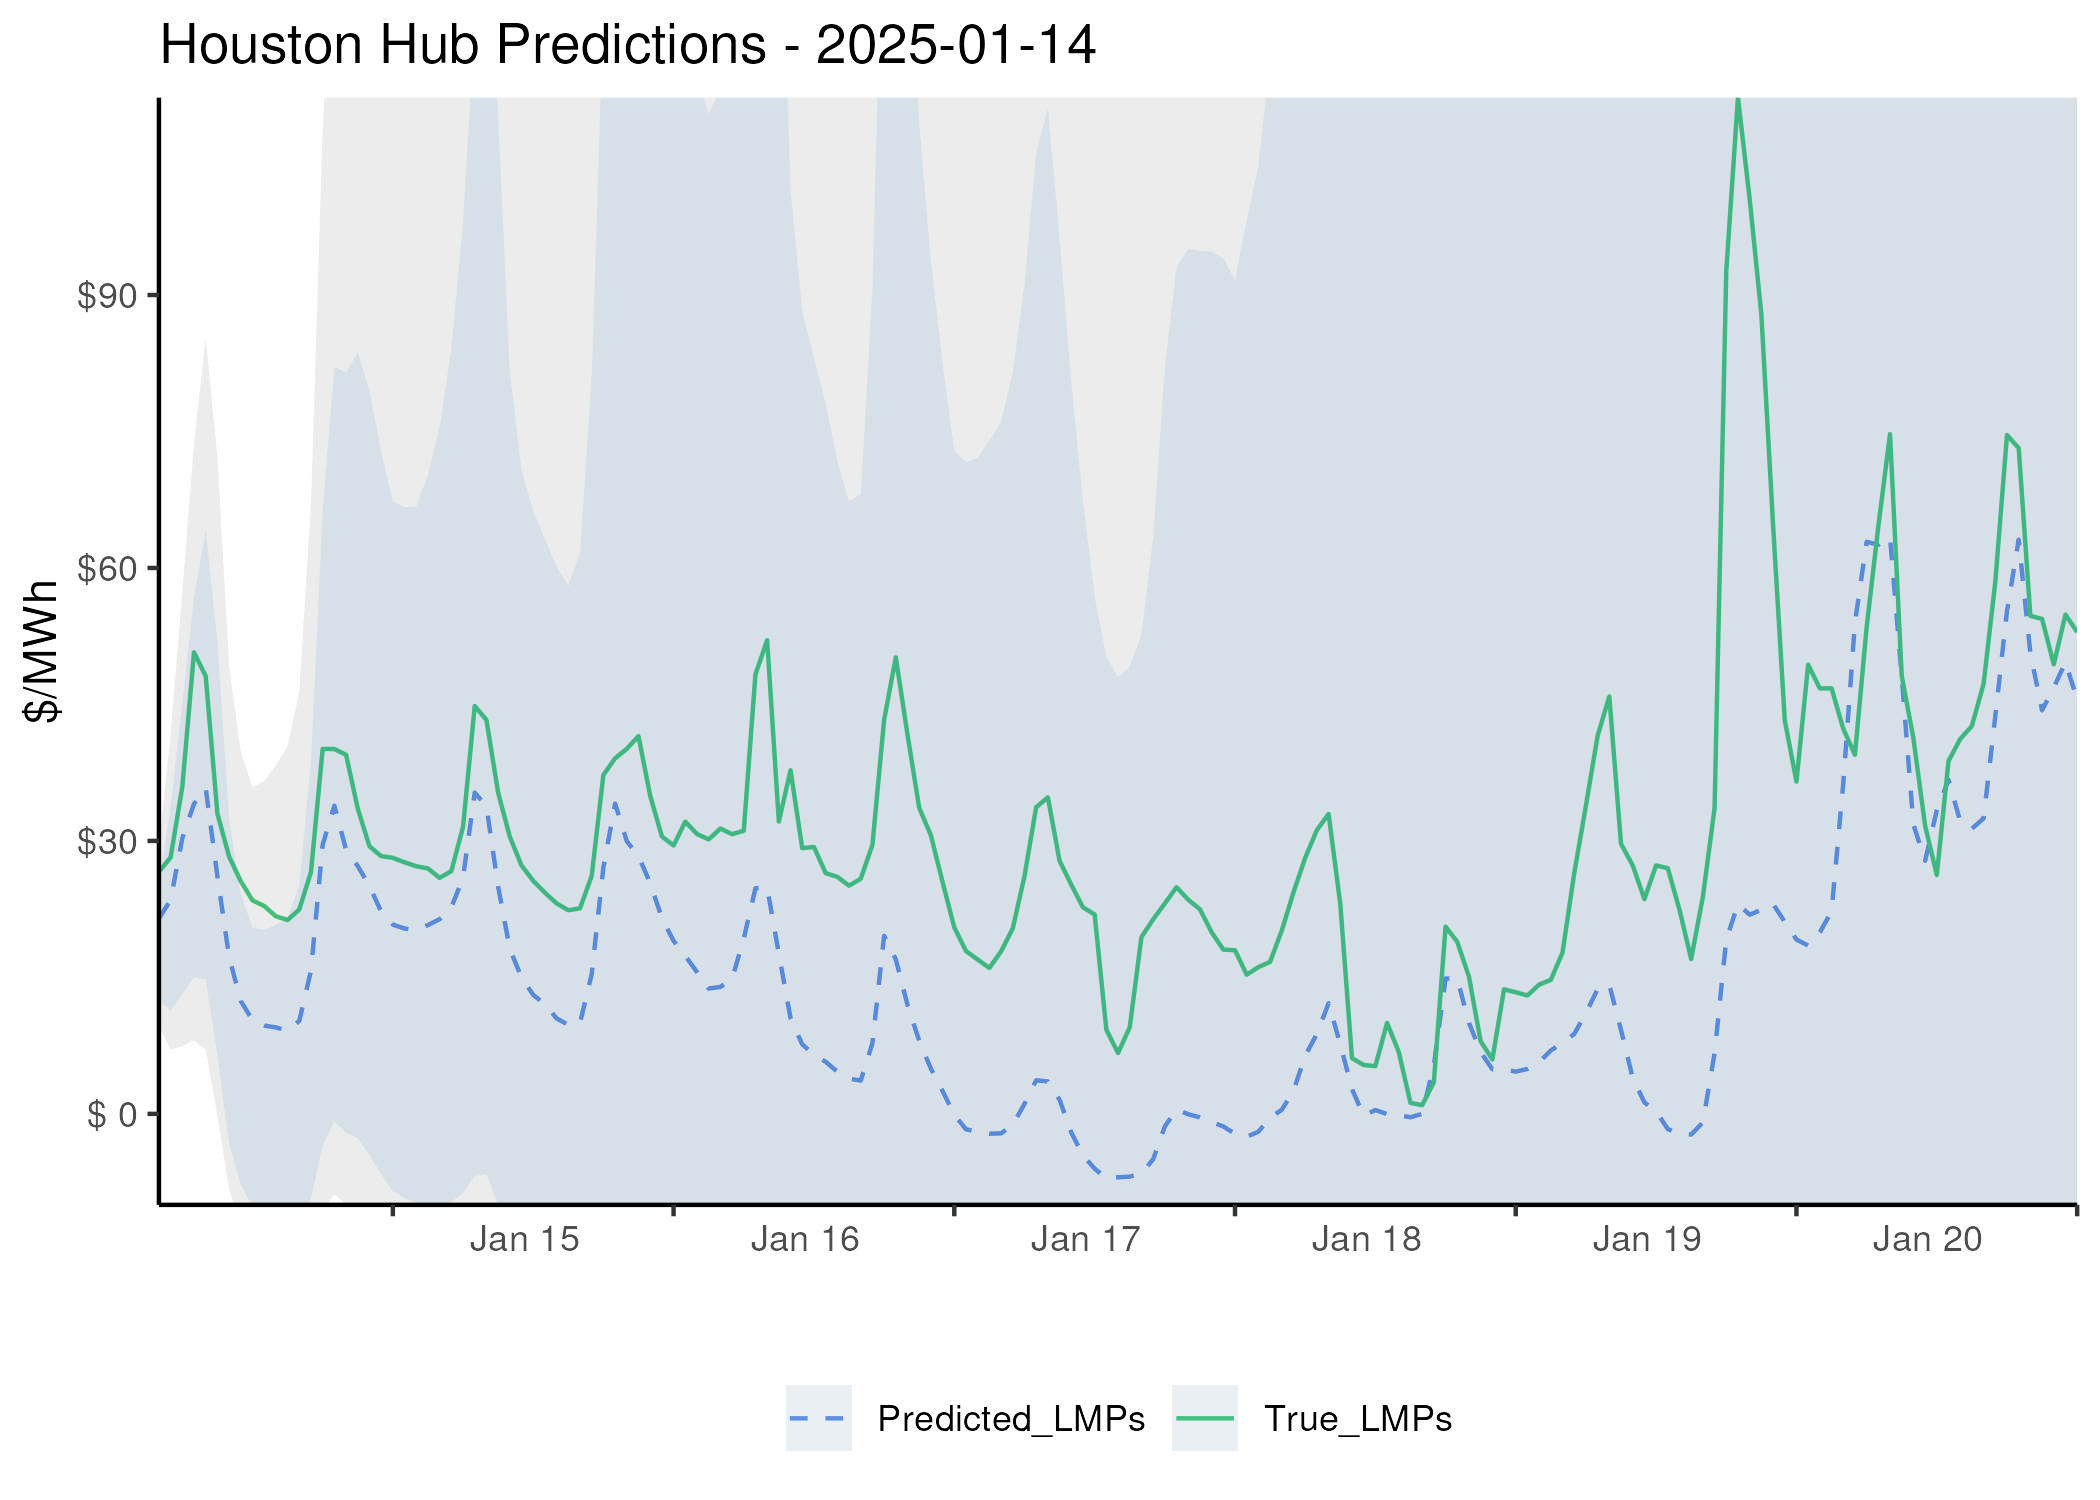 Houston Hub Predictions - 2025-01-14
$90
$60
$30
$ 0
$/MWh
Jan 15 Jan 16 Jan 17 Jan 18 Jan 19 Jan 20
Predicted_LMPs True_LMPs